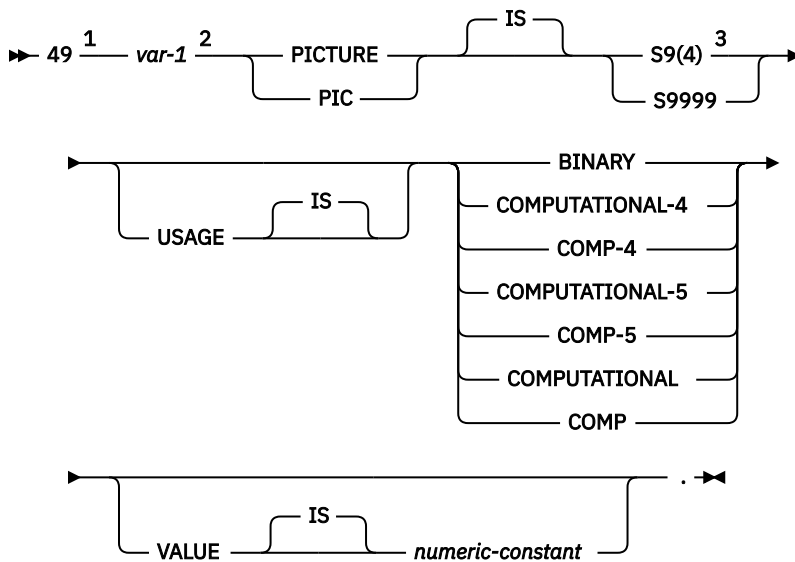 IS
49 1 var-1 2 PICTURE S9(4) 3
PIC S9999
BINARY
IS COMPUTATIONAL-4
USAGE
COMP-4
COMPUTATIONAL-5
COMP-5
COMPUTATIONAL
COMP
.
IS
VALUE numeric-constant